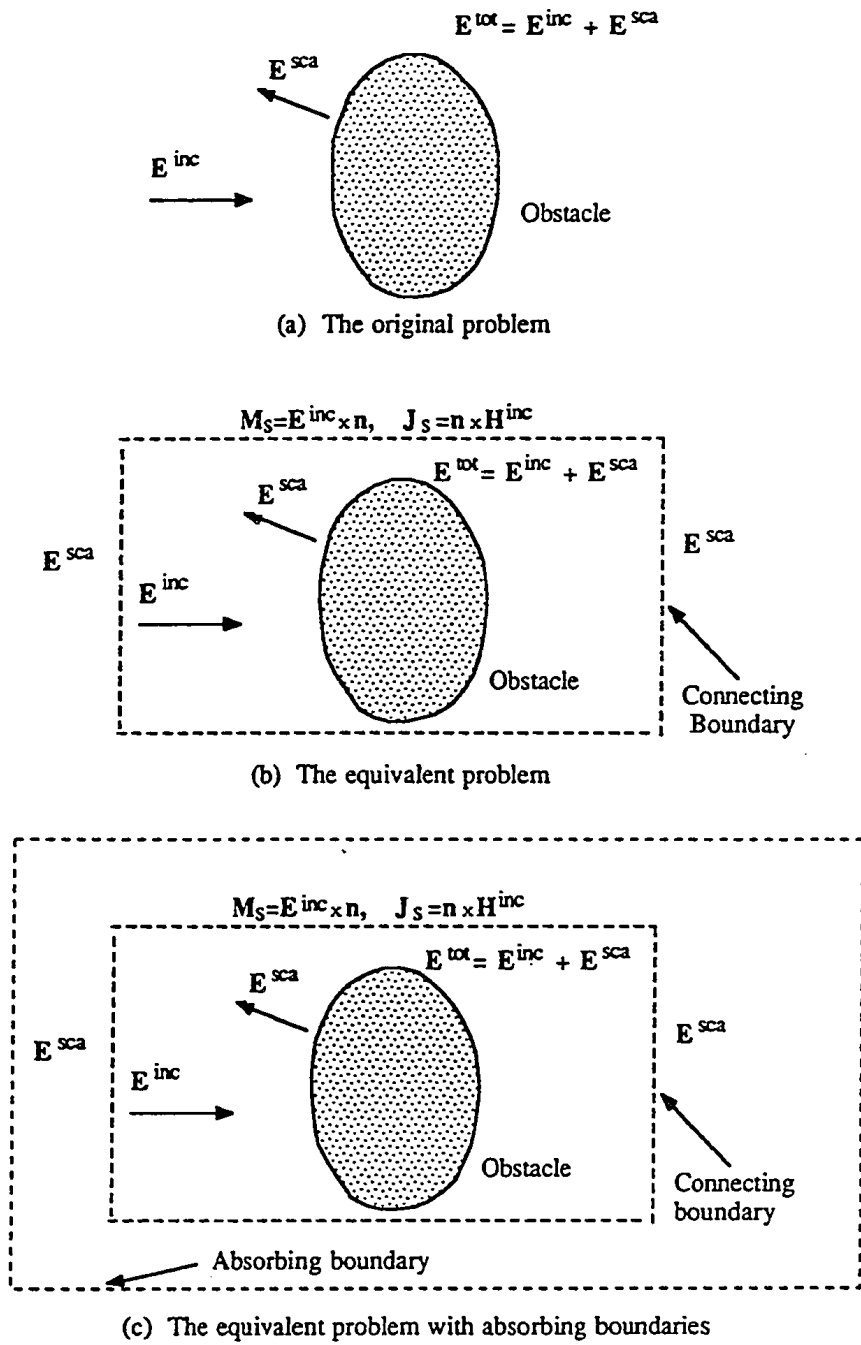 E^tot = E^inc + E^sca
E^sca
E^inc
Obstacle
(a) The original problem
M_S=E^inc × n, J_S=n × H^inc
E^tot = E^inc + E^sca
E^sca
E^sca
E^sca
E^inc
Obstacle
Connecting
Boundary
(b) The equivalent problem
M_S=E^inc × n, J_S=n × H^inc
E^tot = E^inc + E^sca
E^sca
E^sca
E^sca
E^inc
Obstacle
Connecting
boundary
Absorbing boundary
(c) The equivalent problem with absorbing boundaries